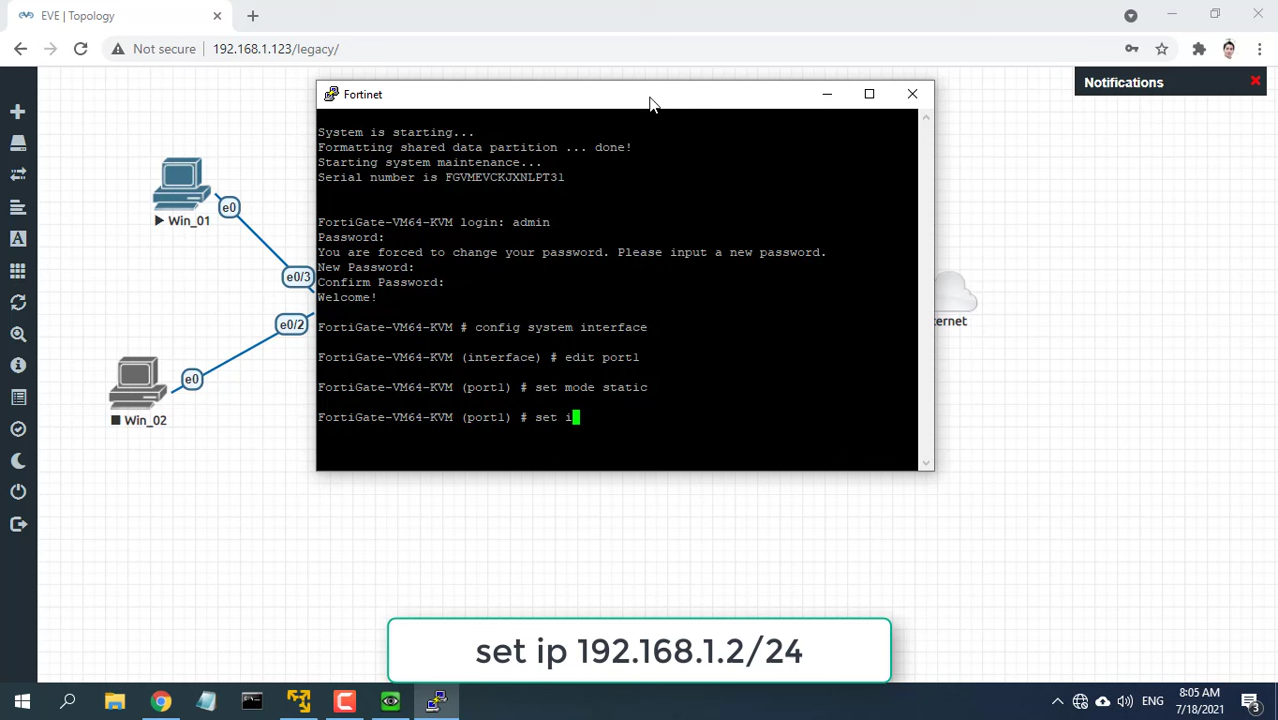 EVE | Topology
Not secure
192.168.1.123/legacy/
Notifications
Fortinet
System is starting...
Formatting shared data partition ... done!
Starting system maintenance...
Serial number is FGVMEVCKJXNLPT3l
FortiGate-VM64-KVM login: admin
Password:
You are forced to change your password. Please input a new password.
New Password:
Confirm Password:
Welcome!
FortiGate-VM64-KVM # config system interface
FortiGate-VM64-KVM (interface) # edit port1
FortiGate-VM64-KVM (port1) # set mode static
FortiGate-VM64-KVM (port1) # set i
e0
Win_01
e0/3
e0/2
e0
Win_02
ernet
set ip 192.168.1.2/24
ENG
8:05 AM
7/18/2021
3